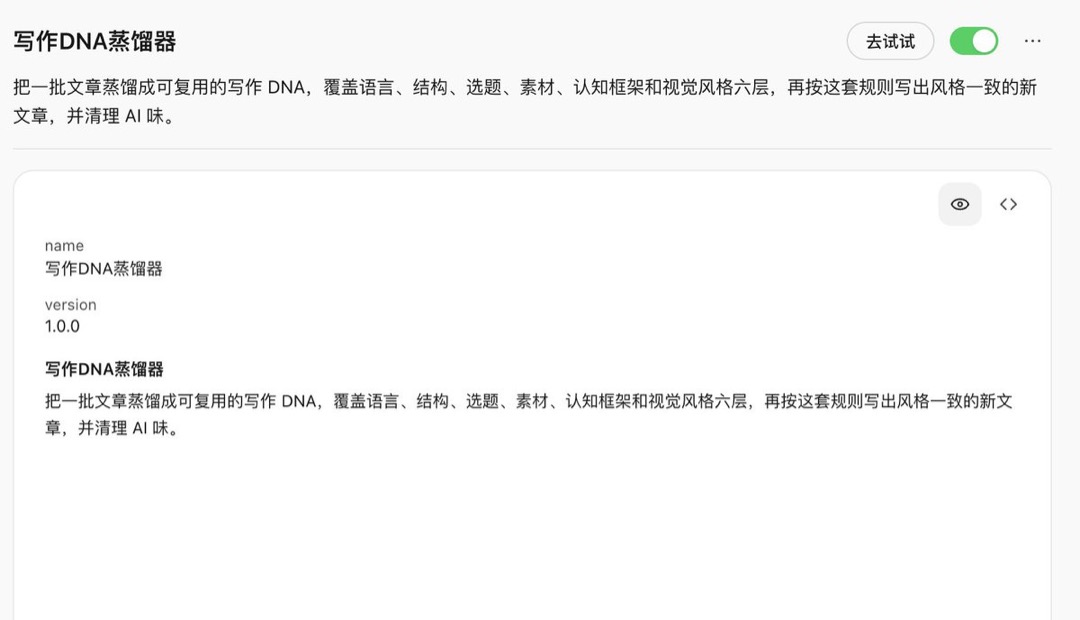 写作DNA蒸馏器
去试试
把一批文章蒸馏成可复用的写作 DNA，覆盖语言、结构、选题、素材、认知框架和视觉风格六层，再按这套规则写出风格一致的新
文章，并清理 AI 味。
name
写作DNA蒸馏器
version
1.0.0
写作DNA蒸馏器
把一批文章蒸馏成可复用的写作 DNA，覆盖语言、结构、选题、素材、认知框架和视觉风格六层，再按这套规则写出风格一致的新文
章，并清理 AI 味。